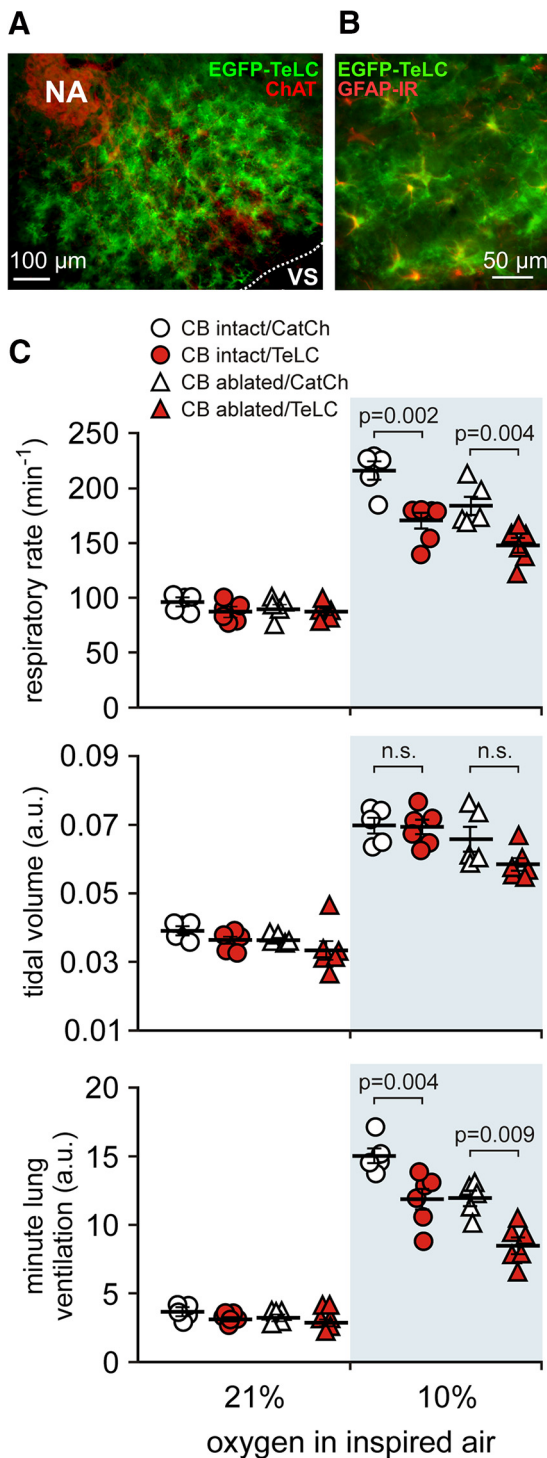 A
B
EGFP-TeLC
ChAT
NA
100 µm
VS
EGFP-TeLC
GFAP-IR
50 µm
C
CB intact/CatCh
CB intact/TeLC
CB ablated/CatCh
CB ablated/TeLC
respiratory rate (min⁻¹)
250
200
150
100
50
0
p=0.002
p=0.004
tidal volume (a.u.)
0.09
0.07
0.05
0.03
0.01
n.s.
n.s.
minute lung
ventilation (a.u.)
20
15
10
5
0
p=0.004
p=0.009
21%
10%
oxygen in inspired air